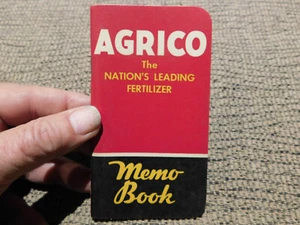 AGRICO
The
NATION'S LEADING
FERTILIZER
Memo
Book